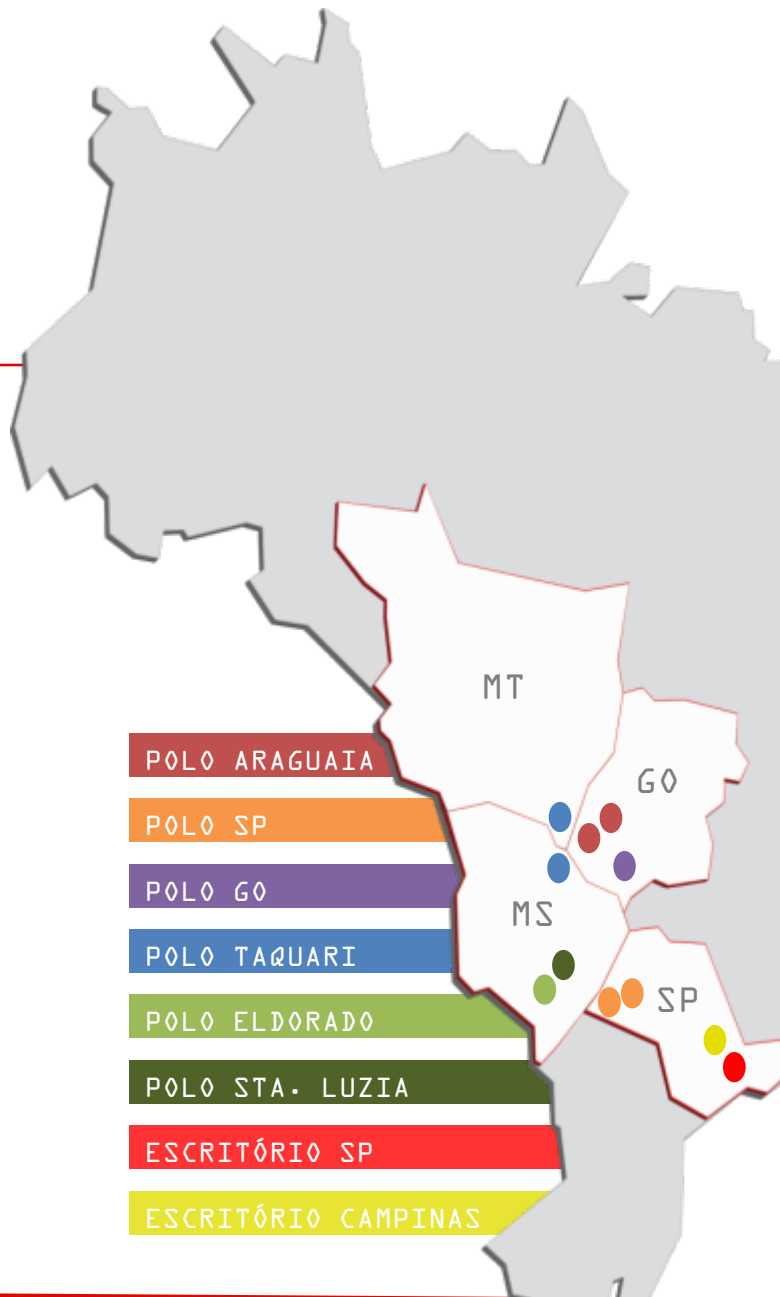 MT
GO
MS
SP
POLO ARAGUAIA
POLO SP
POLO GO
POLO TAQUARI
POLO ELDORADO
POLO STA. LUZIA
ESCRITÓRIO SP
ESCRITÓRIO CAMPINAS